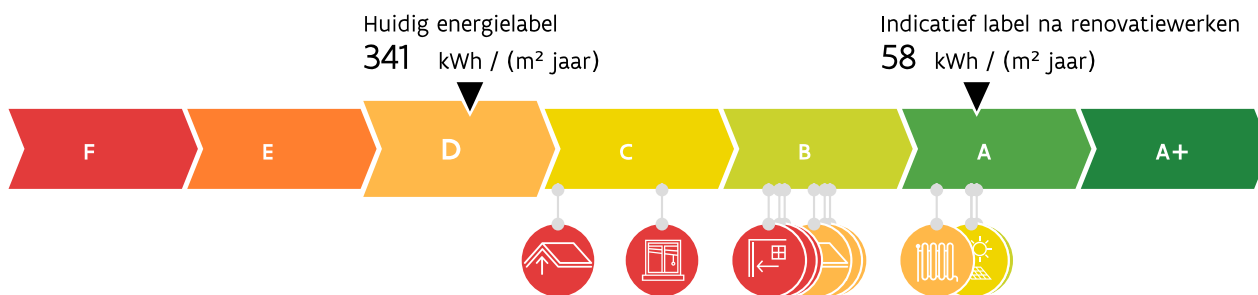 Huidig energielabel
341 kWh / (m² jaar)
Indicatief label na renovatiewerken
58 kWh / (m² jaar)
F E D C B A A+